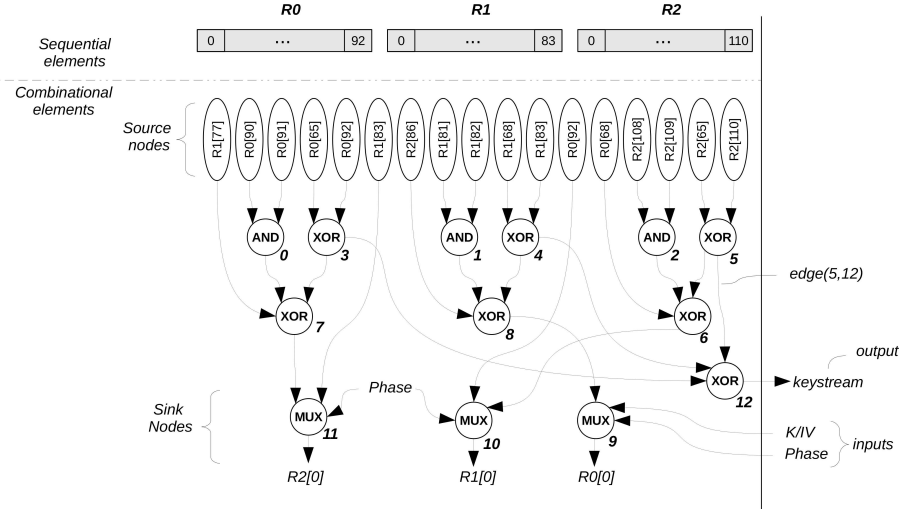 R0 R1 R2
Sequential elements
0 ... 92 0 ... 83 0 ... 110
Combinational elements
Source nodes
R1[77] R0[90] R0[91] R0[65] R0[92] R1[83] R2[86] R1[81] R1[82] R1[68] R1[83] R0[92] R0[68] R2[108] R2[109] R2[65] R2[110]
AND 0 XOR 3 AND 1 XOR 4 AND 2 XOR 5
edge(5,12)
XOR 7 XOR 8 XOR 6
output
XOR 12 keystream
Phase
Sink Nodes
MUX 11 MUX 10 MUX 9
K/IV
inputs
Phase
R2[0] R1[0] R0[0]